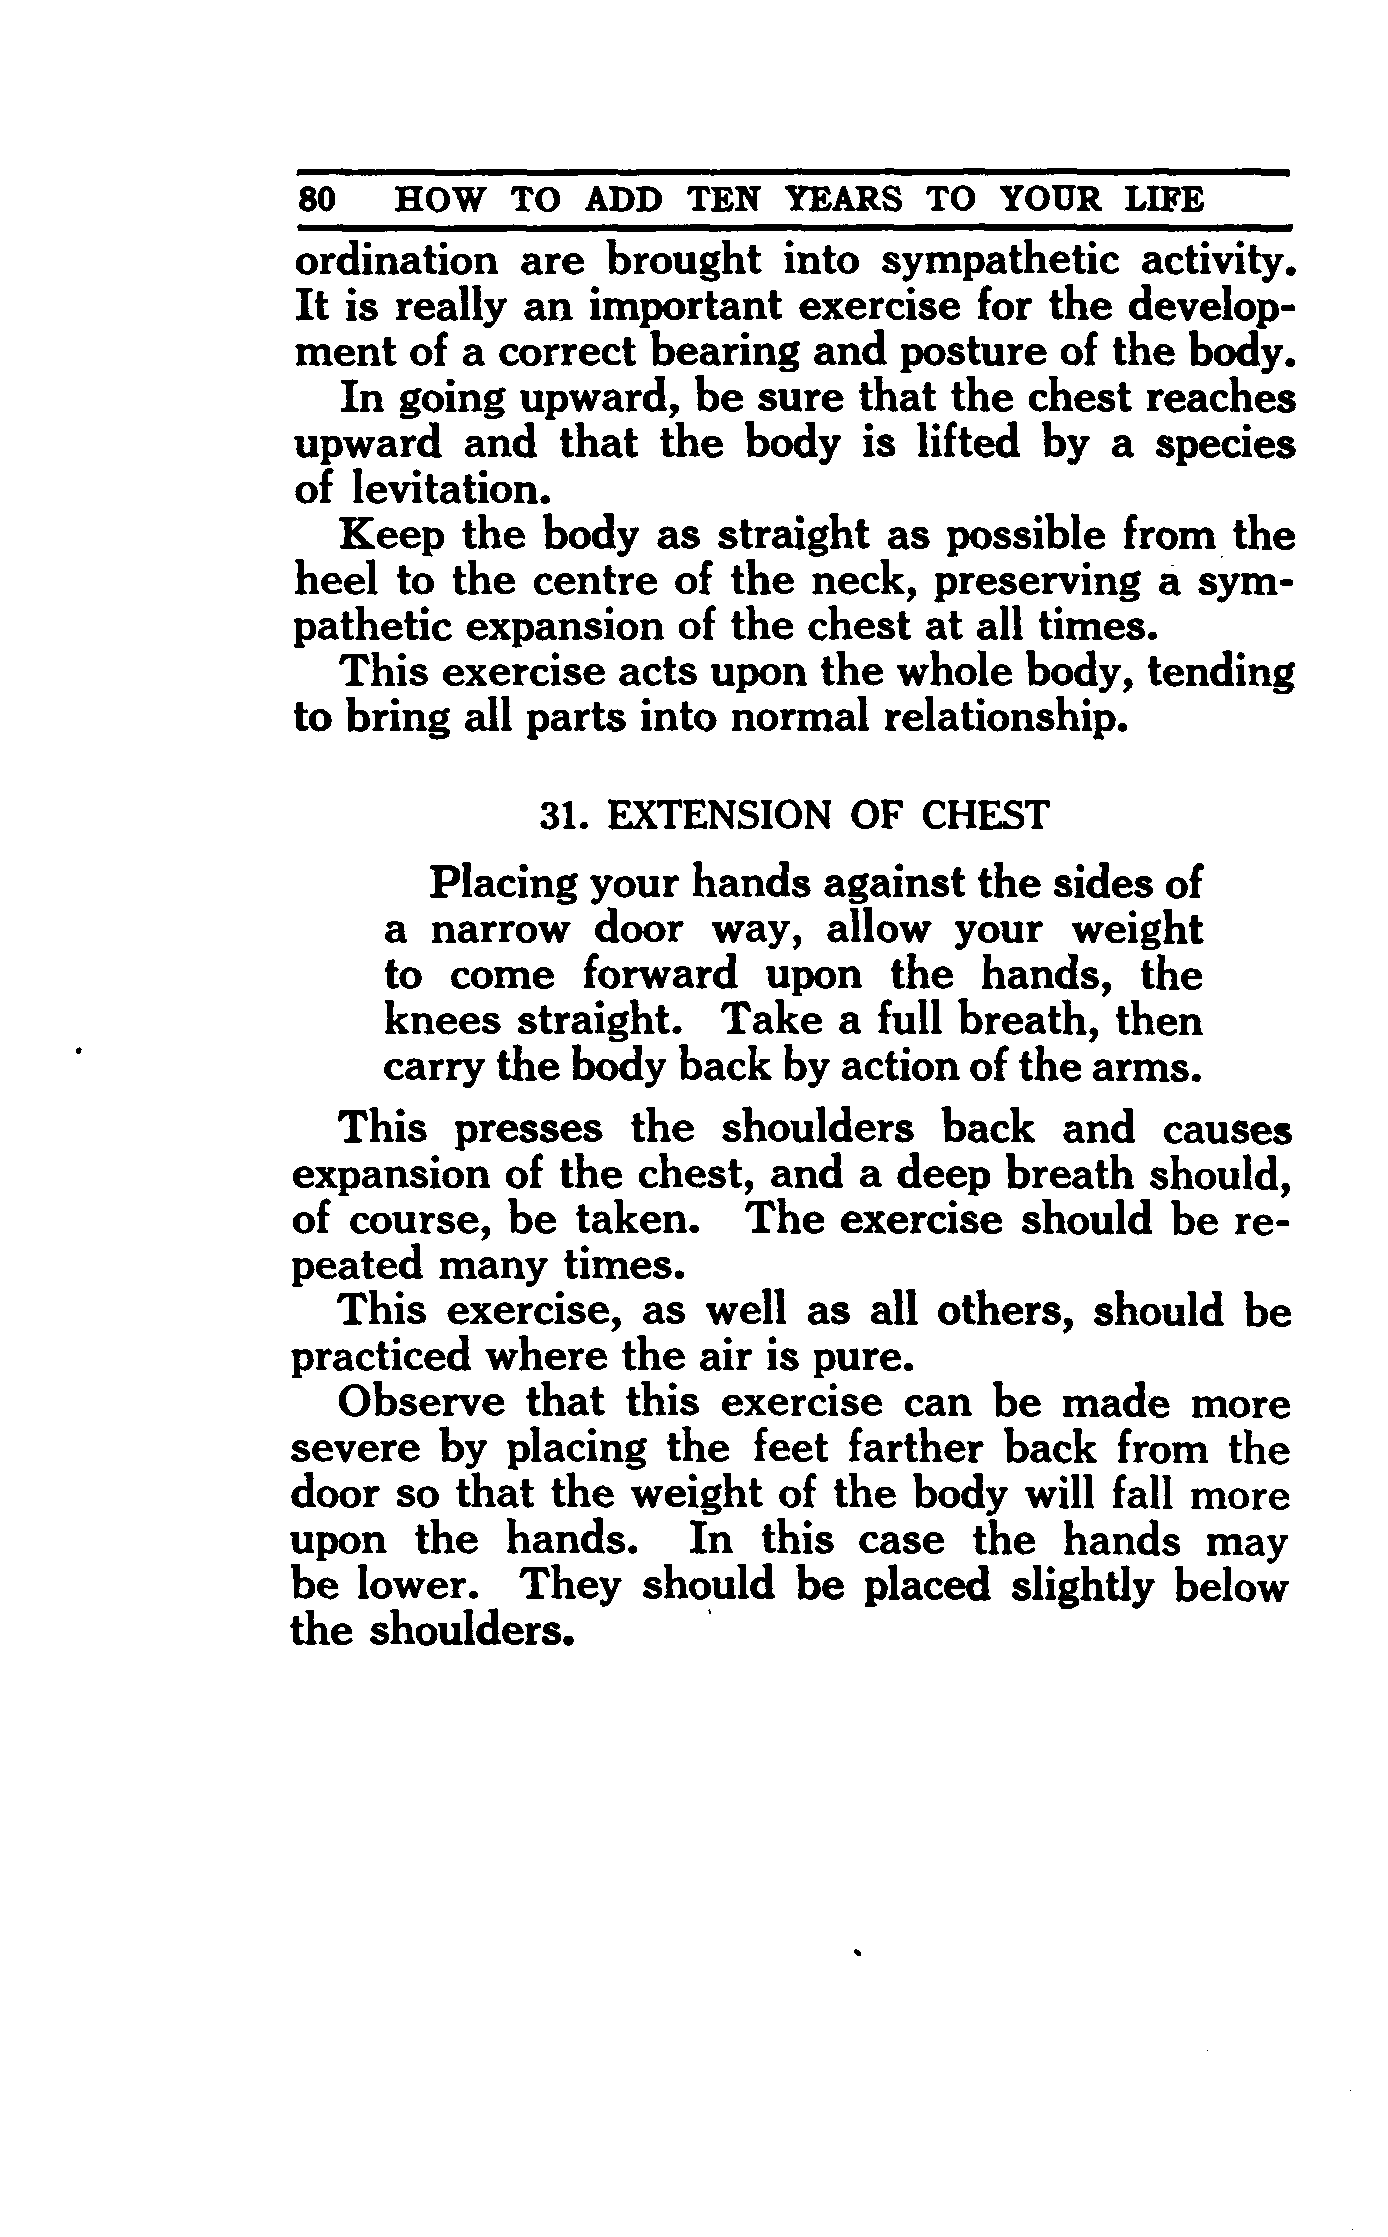 80 HOW TO ADD TEN YEARS TO YOUR LIFE
ordination are brought into sympathetic activity.
It is really an important exercise for the develop-
ment of a correct bearing and posture of the body.
In going upward, be sure that the chest reaches
upward and that the body is lifted by a species
of levitation.
Keep the body as straight as possible from the
heel to the centre of the neck, preserving a sym-
pathetic expansion of the chest at all times.
This exercise acts upon the whole body, tending
to bring all parts into normal relationship.
31. EXTENSION OF CHEST
Placing your hands against the sides of
a narrow door way, allow your weight
to come forward upon the hands, the
knees straight. Take a full breath, then
carry the body back by action of the arms.
This presses the shoulders back and causes
expansion of the chest, and a deep breath should,
of course, be taken. The exercise should be re-
peated many times.
This exercise, as well as all others, should be
practiced where the air is pure.
Observe that this exercise can be made more
severe by placing the feet farther back from the
door so that the weight of the body will fall more
upon the hands. In this case the hands may
be lower. They should be placed slightly below
the shoulders.